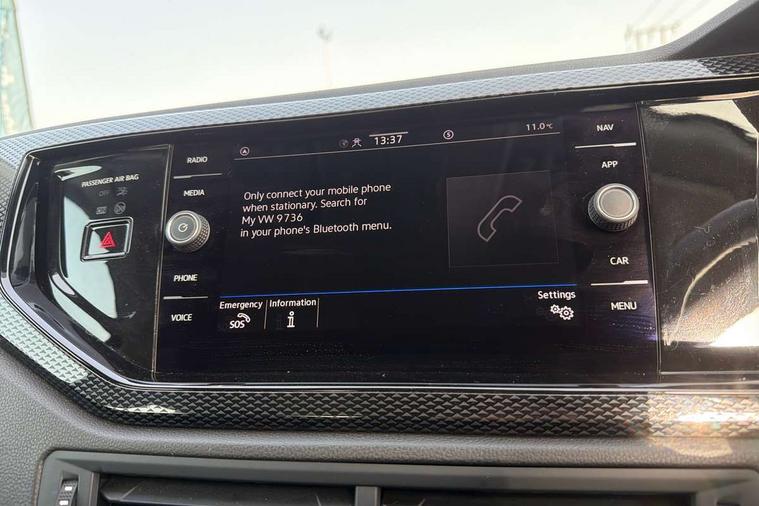 RADIO
MEDIA
PHONE
VOICE
PASSENGER AIR BAG
OFF
13:37
11.0°C
Only connect your mobile phone
when stationary. Search for
My VW 9736
in your phone's Bluetooth menu.
Emergency
SOS
Information
i
Settings
NAV
APP
CAR
MENU